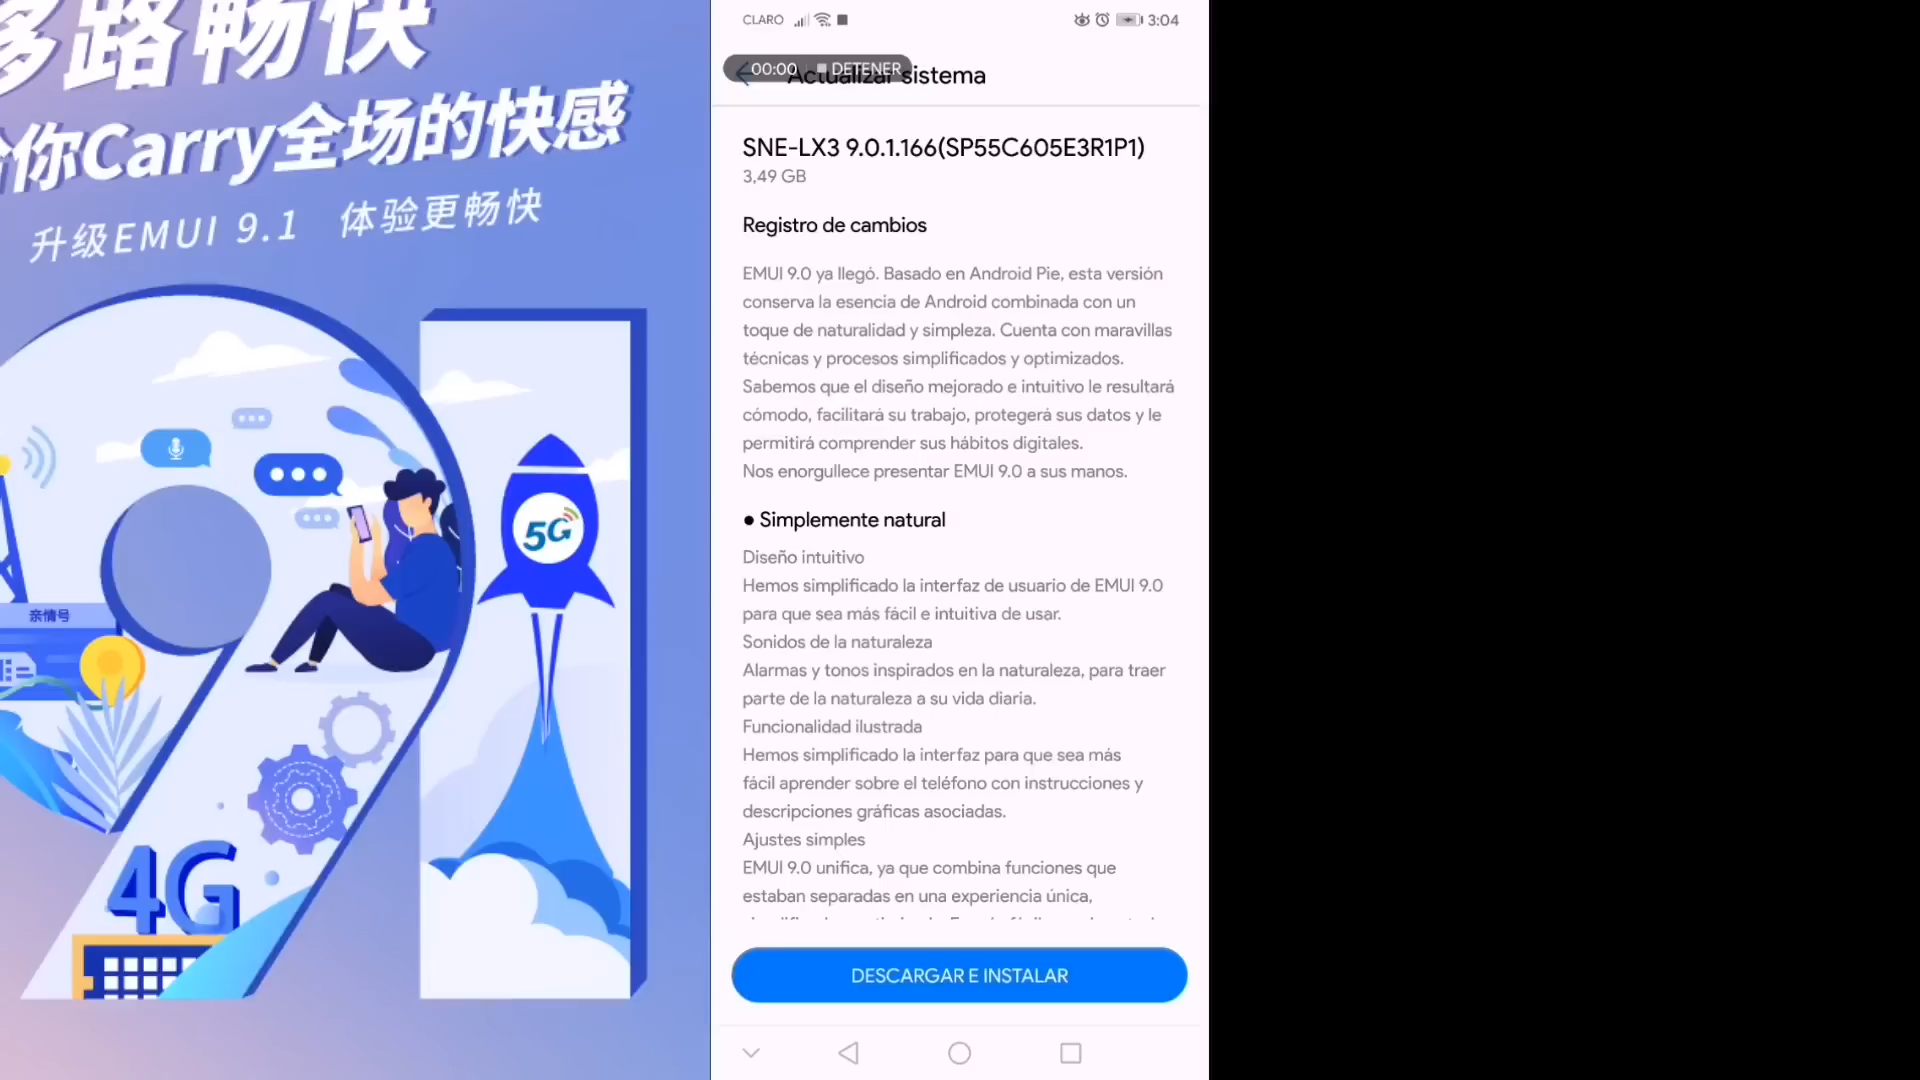 路畅快
你Carry全场的快感
升级EMUI 9.1 体验更畅快
亲情号
5G
4G
CLARO
3:04
00:00
DETENER
Actualizar sistema
SNE-LX3 9.0.1.166(SP55C605E3R1P1)
3,49 GB
Registro de cambios
EMUI 9.0 ya llegó. Basado en Android Pie, esta versión
conserva la esencia de Android combinada con un
toque de naturalidad y simpleza. Cuenta con maravillas
técnicas y procesos simplificados y optimizados.
Sabemos que el diseño mejorado e intuitivo le resultará
cómodo, facilitará su trabajo, protegerá sus datos y le
permitirá comprender sus hábitos digitales.
Nos enorgullece presentar EMUI 9.0 a sus manos.
● Simplemente natural
Diseño intuitivo
Hemos simplificado la interfaz de usuario de EMUI 9.0
para que sea más fácil e intuitiva de usar.
Sonidos de la naturaleza
Alarmas y tonos inspirados en la naturaleza, para traer
parte de la naturaleza a su vida diaria.
Funcionalidad ilustrada
Hemos simplificado la interfaz para que sea más
fácil aprender sobre el teléfono con instrucciones y
descripciones gráficas asociadas.
Ajustes simples
EMUI 9.0 unifica, ya que combina funciones que
estaban separadas en una experiencia única,
DESCARGAR E INSTALAR